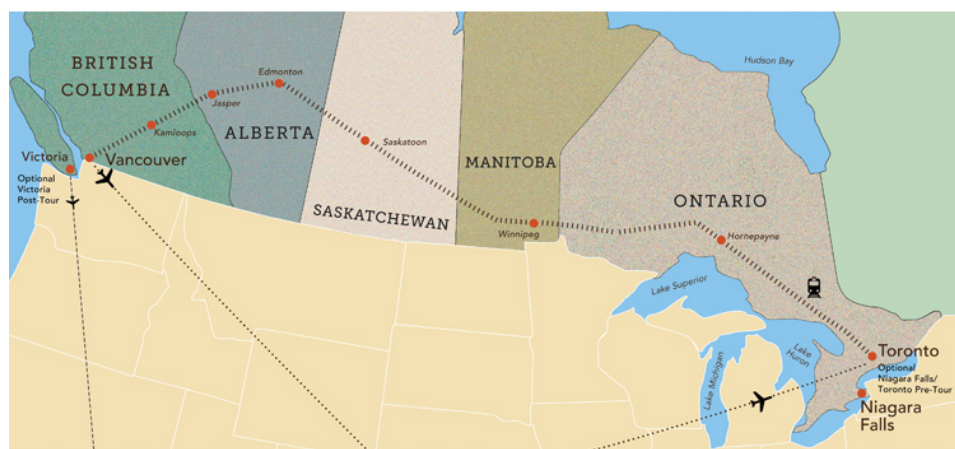 BRITISH
COLUMBIA
Hudson Bay
Edmonton
Jasper
ALBERTA
Kamloops
Saskatoon
Victoria
Vancouver
Optional
Victoria
Post-Tour
MANITOBA
SASKATCHEWAN
ONTARIO
Winnipeg
Hornepayne
Lake Superior
Lake
Huron
Lake Michigan
Toronto
Optional
Niagara Falls/
Toronto Pre-Tour
Niagara
Falls